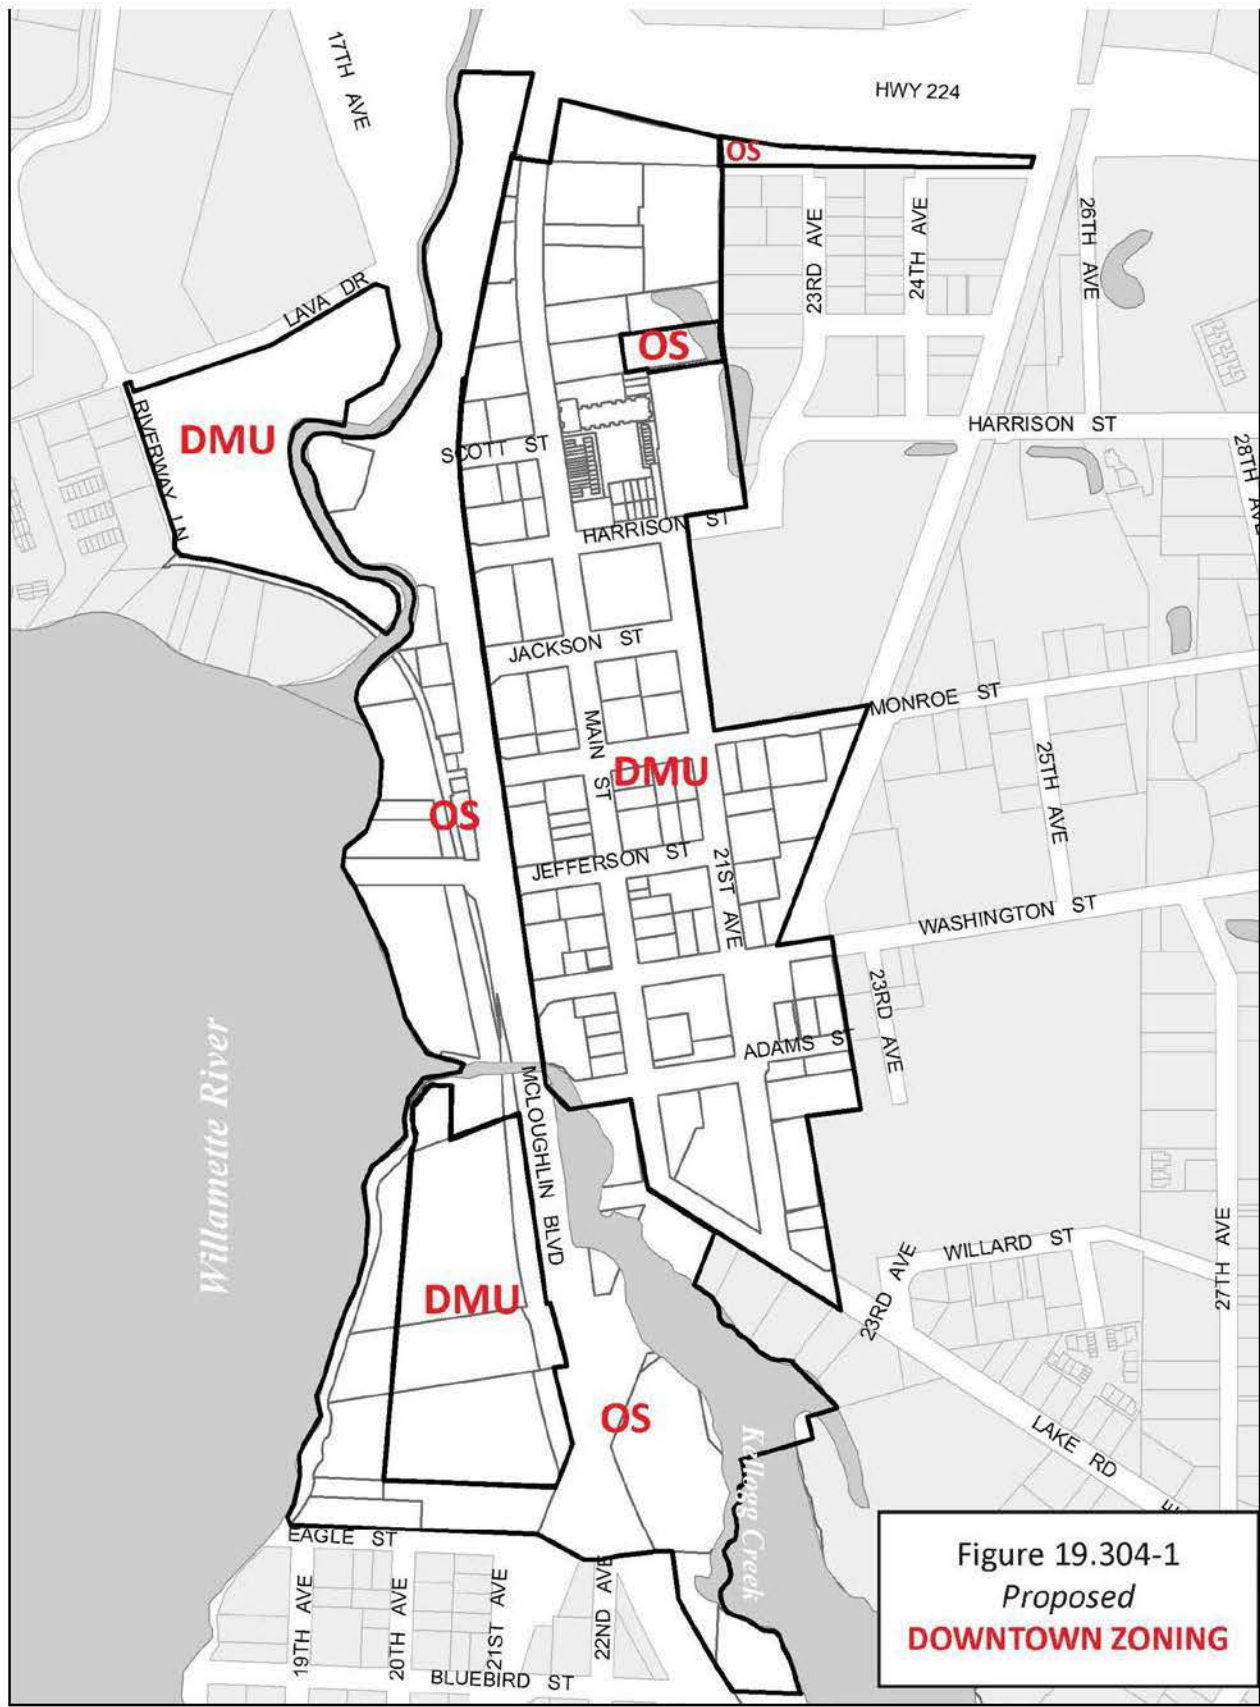 17TH AVE
HWY 224
OS
23RD AVE
24TH AVE
26TH AVE
LAVA DR
OS
DMU
RIVERWAY LN
SCOTT ST
HARRISON ST
28TH AVE
HARRISON ST
JACKSON ST
MONROE ST
MAIN ST
DMU
25TH AVE
OS
JEFFERSON ST
21ST AVE
WASHINGTON ST
23RD AVE
ADAMS ST
Willamette River
MCLOUGHLIN BLVD
WILLARD ST
23RD AVE
27TH AVE
DMU
OS
Kellogg Creek
LAKE RD
EAGLE ST
19TH AVE
20TH AVE
21ST AVE
22ND AVE
BLUEBIRD ST
Figure 19.304-1
Proposed
DOWNTOWN ZONING